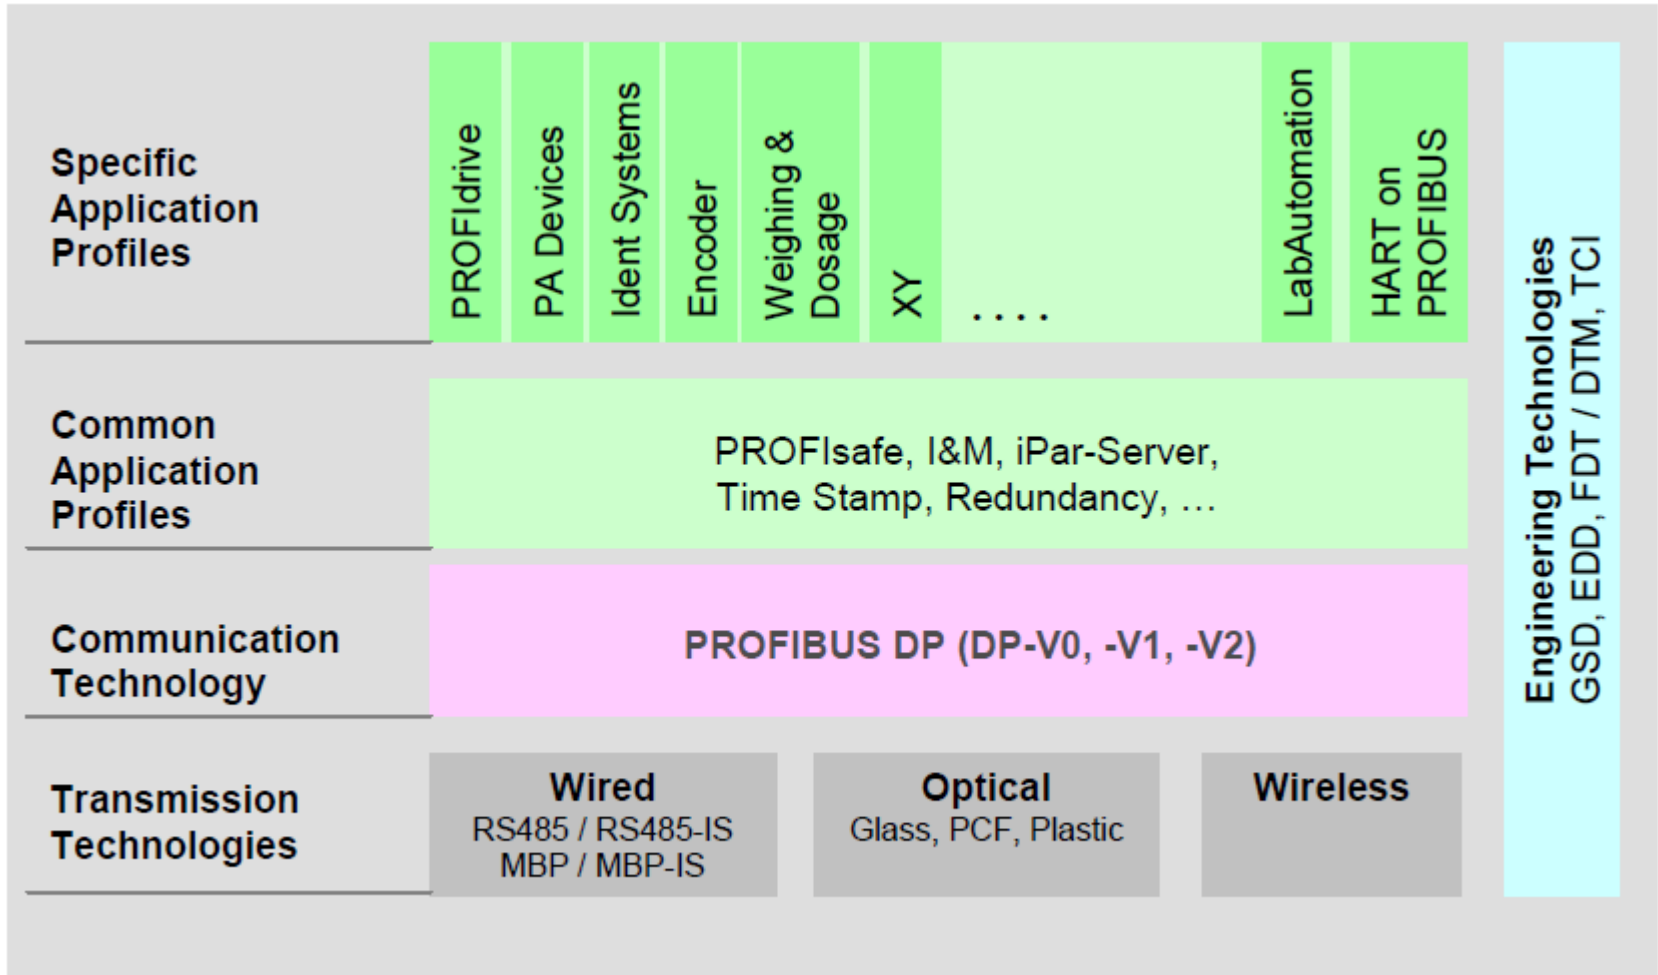 Specific
Application
Profiles
PROFIdrive
PA Devices
Ident Systems
Encoder
Weighing &
Dosage
XY
. . . .
LabAutomation
HART on
PROFIBUS
Common
Application
Profiles
PROFIsafe, I&M, iPar-Server,
Time Stamp, Redundancy, …
Communication
Technology
PROFIBUS DP (DP-V0, -V1, -V2)
Transmission
Technologies
Wired
RS485 / RS485-IS
MBP / MBP-IS
Optical
Glass, PCF, Plastic
Wireless
Engineering Technologies
GSD, EDD, FDT / DTM, TCI